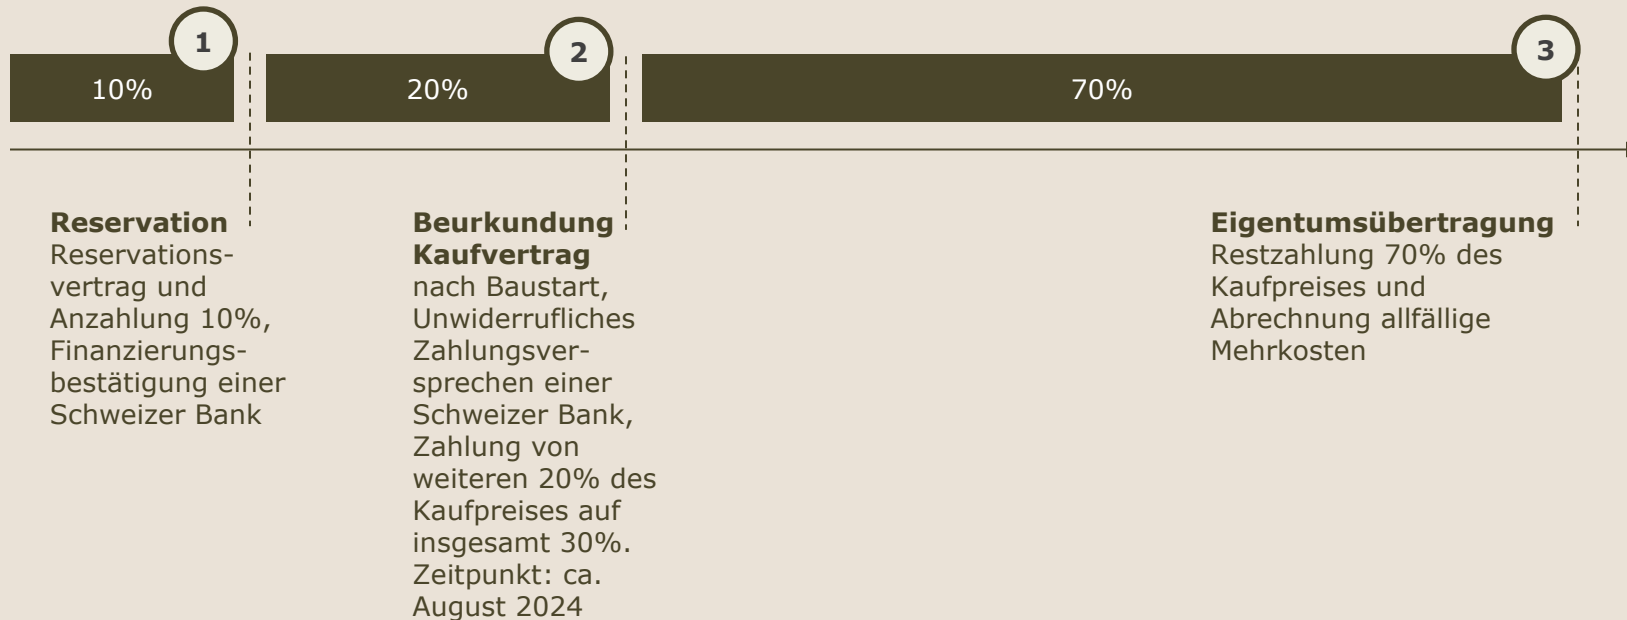 1
2
3
10%
20%
70%
Reservation
Reservations-
vertrag und
Anzahlung 10%,
Finanzierungs-
bestätigung einer
Schweizer Bank
Beurkundung
Kaufvertrag
nach Baustart,
Unwiderrufliches
Zahlungsver-
sprechen einer
Schweizer Bank,
Zahlung von
weiteren 20% des
Kaufpreises auf
insgesamt 30%.
Zeitpunkt: ca.
August 2024
Eigentumsübertragung
Restzahlung 70% des
Kaufpreises und
Abrechnung allfällige
Mehrkosten